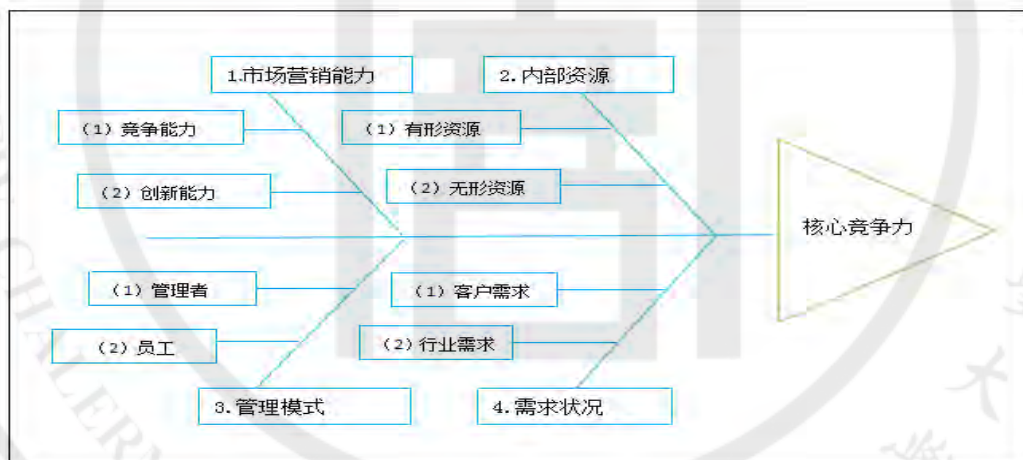 1.市场营销能力
2.内部资源
(1)竞争能力
(1)有形资源
(2)创新能力
(2)无形资源
核心竞争力
(1)管理者
(1)客户需求
(2)员工
(2)行业需求
3.管理模式
4.需求状况
CHALERM
大